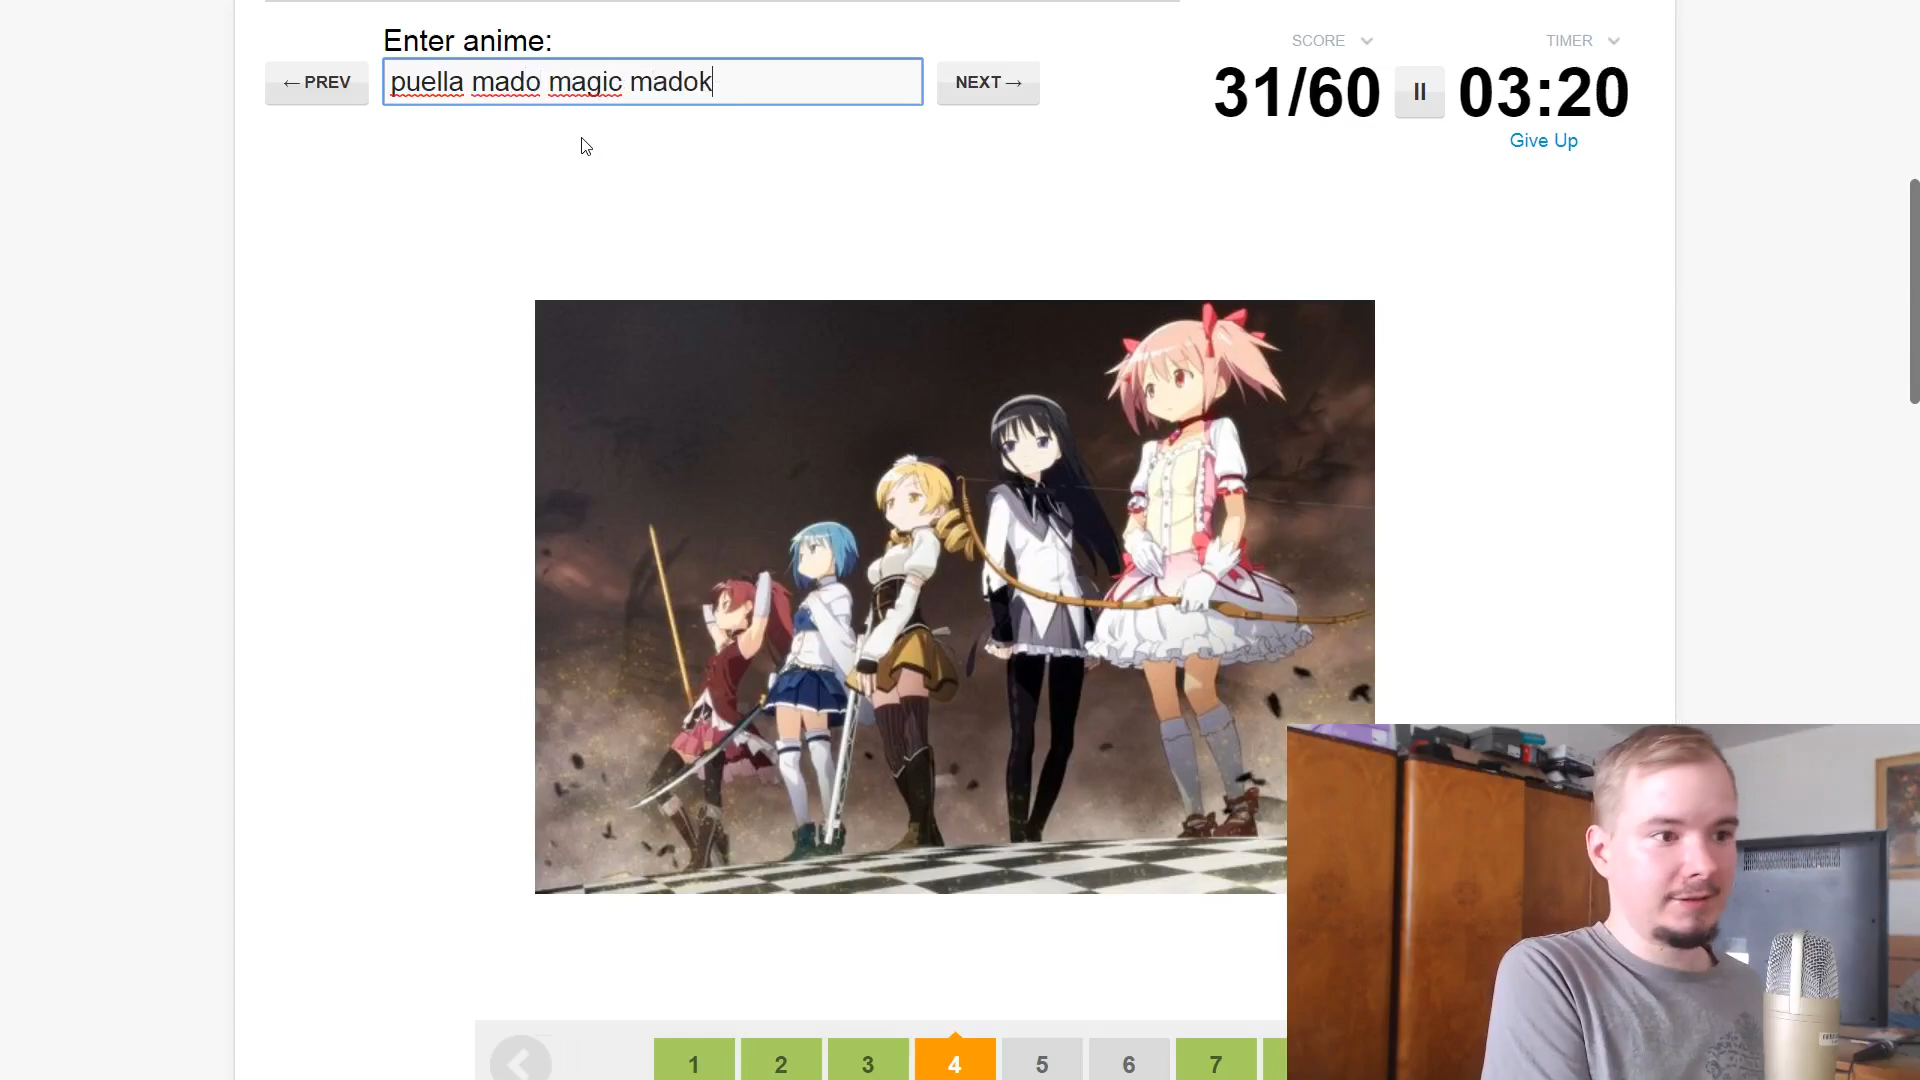 Enter anime:
SCORE
TIMER
← PREV
puella mado magic madok
NEXT →
31/60
03:20
Give Up
1 2 3 4 5 6 7